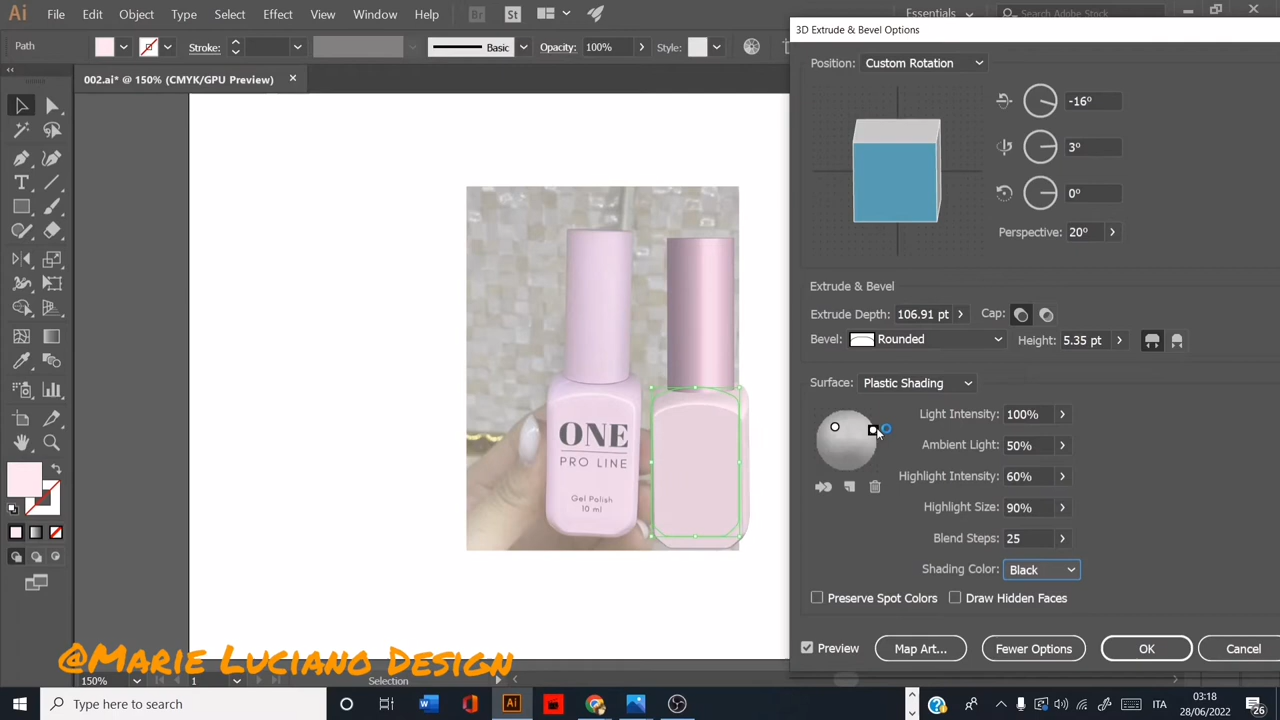 Ai File Edit Object Type Select Effect View Window Help Br St Essentials Search Adobe Stock
3D Extrude & Bevel Options
Path Stroke: Basic Opacity: 100% Style:
Position: Custom Rotation
002.ai* @ 150% (CMYK/GPU Preview)
-16°
3°
0°
Perspective: 20°
Extrude & Bevel
Extrude Depth: 106.91 pt Cap:
Bevel: Rounded Height: 5.35 pt
Surface: Plastic Shading
Light Intensity: 100%
ONE
PRO LINE
Gel Polish
10 ml
Ambient Light: 50%
Highlight Intensity: 60%
Highlight Size: 90%
Blend Steps: 25
Shading Color: Black
Preserve Spot Colors Draw Hidden Faces
Preview Map Art... Fewer Options OK Cancel
@Marie Luciano Design
150% 1 Selection
Type here to search Ai ITA 03:18
28/06/2022 26